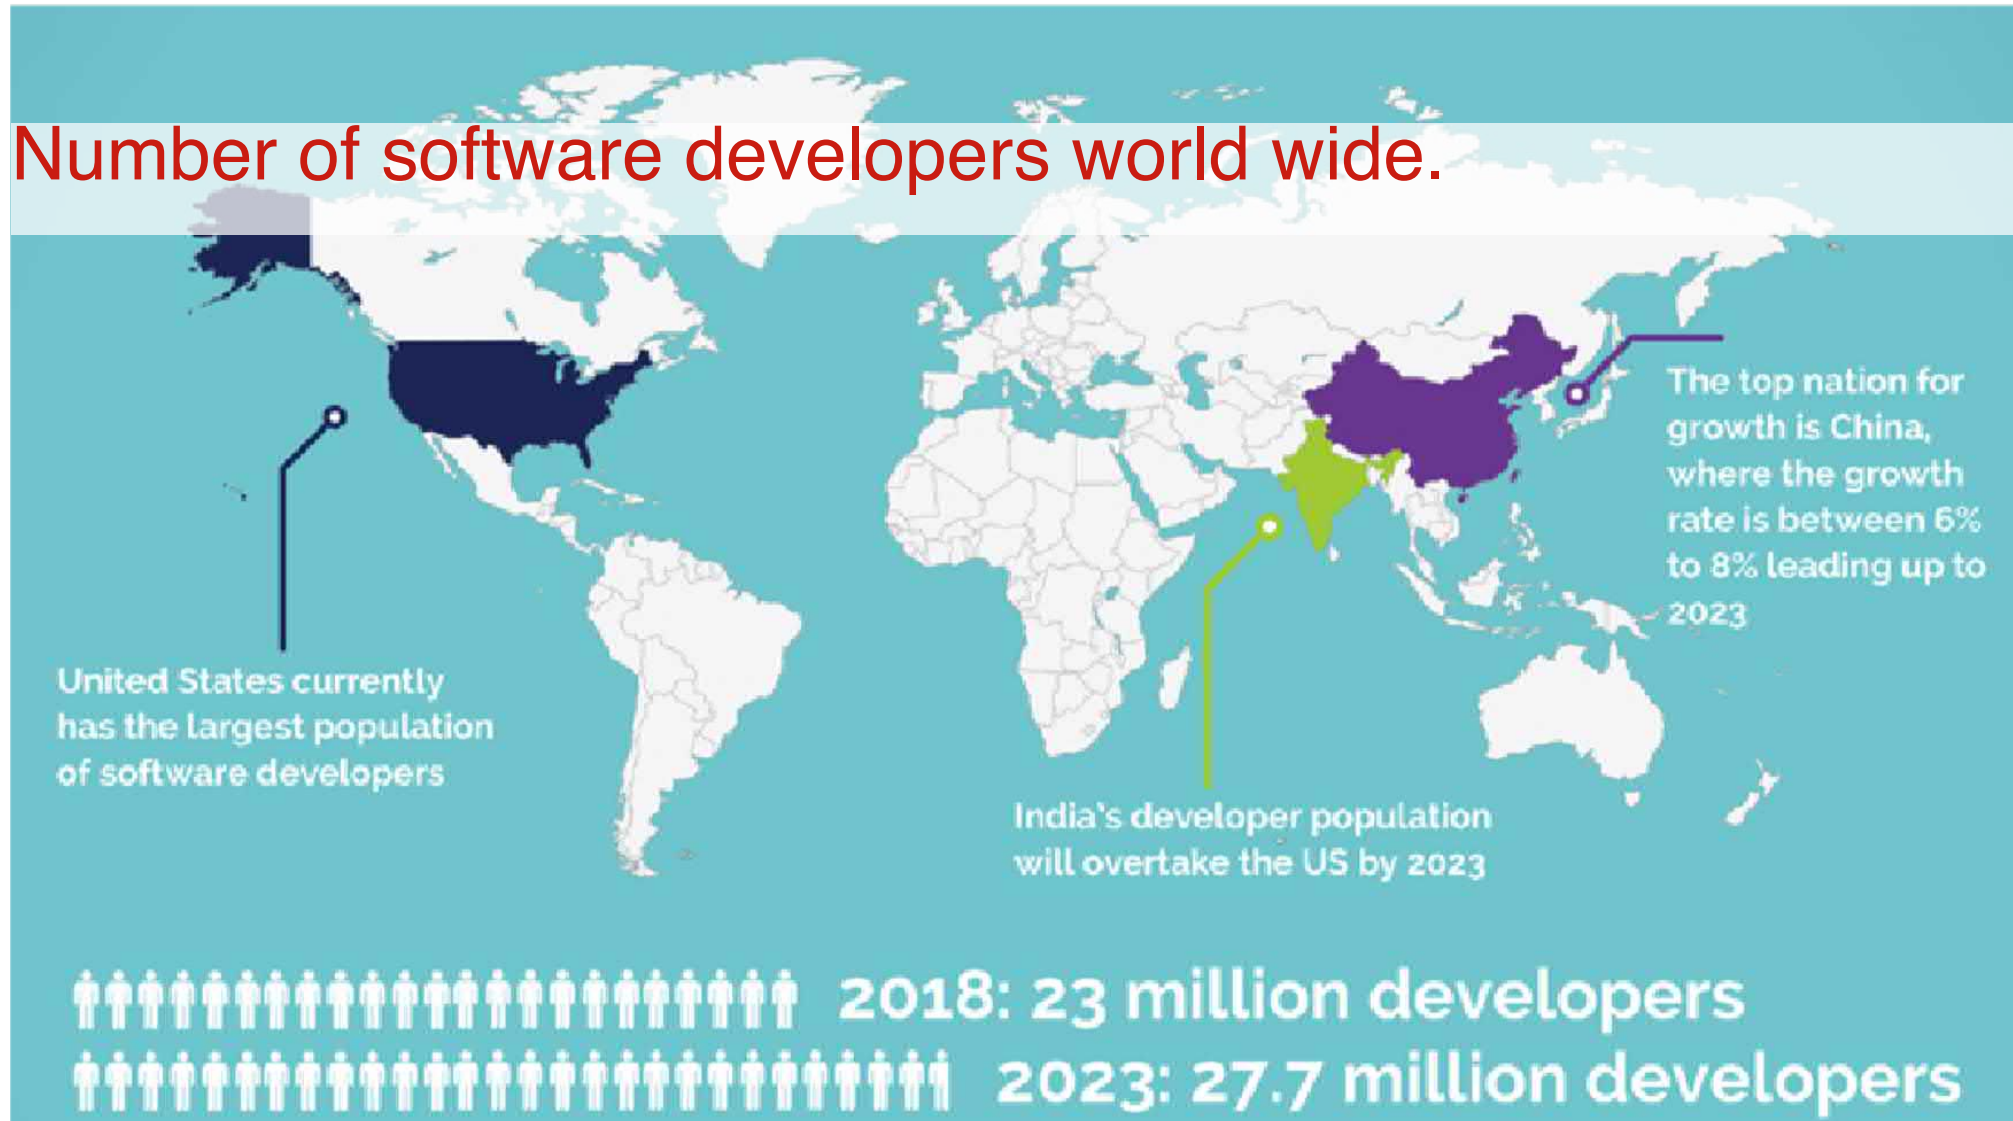 Number of software developers world wide.
The top nation for
growth is China,
where the growth
rate is between 6%
to 8% leading up to
2023
United States currently
has the largest population
of software developers
India's developer population
will overtake the US by 2023
2018: 23 million developers
2023: 27.7 million developers